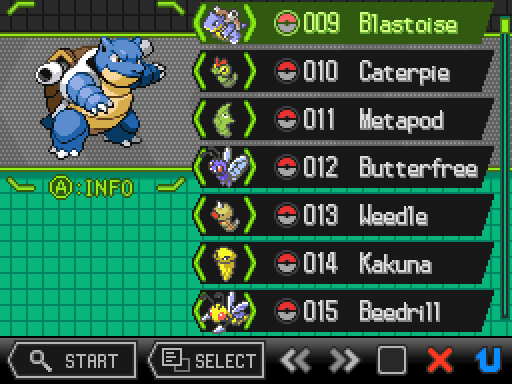 009 Blastoise
010 Caterpie
011 Metapod
012 Butterfree
013 Weedle
014 Kakuna
015 Beedrill
Ⓐ:INFO
START
SELECT